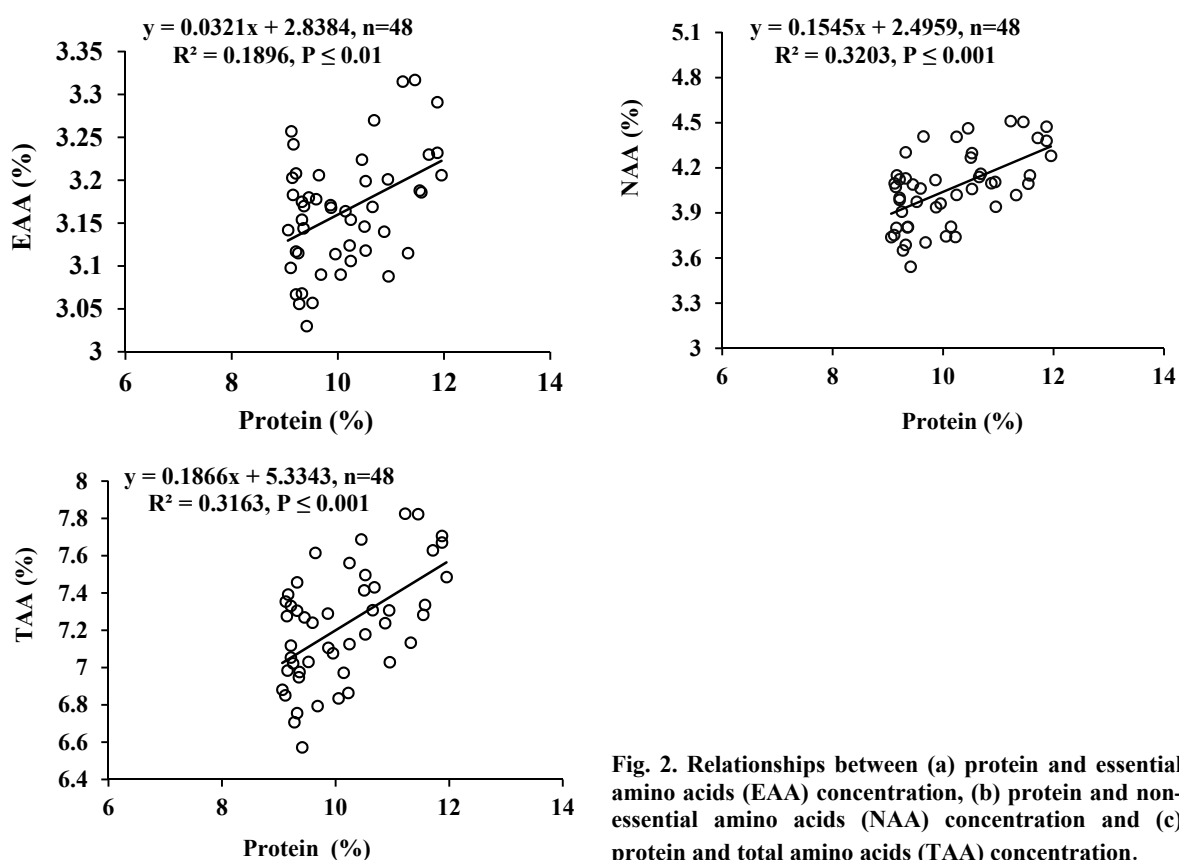 y = 0.0321x + 2.8384, n=48
R² = 0.1896, P ≤ 0.01
3.35
3.3
3.25
3.2
3.15
3.1
3.05
3
EAA (%)
6 8 10 12 14
Protein (%)
y = 0.1545x + 2.4959, n=48
R² = 0.3203, P ≤ 0.001
5.1
4.8
4.5
4.2
3.9
3.6
3.3
3
NAA (%)
6 8 10 12 14
Protein (%)
y = 0.1866x + 5.3343, n=48
R² = 0.3163, P ≤ 0.001
8
7.8
7.6
7.4
7.2
7
6.8
6.6
6.4
TAA (%)
6 8 10 12 14
Protein (%)
Fig. 2. Relationships between (a) protein and essential
amino acids (EAA) concentration, (b) protein and non-
essential amino acids (NAA) concentration and (c)
protein and total amino acids (TAA) concentration.